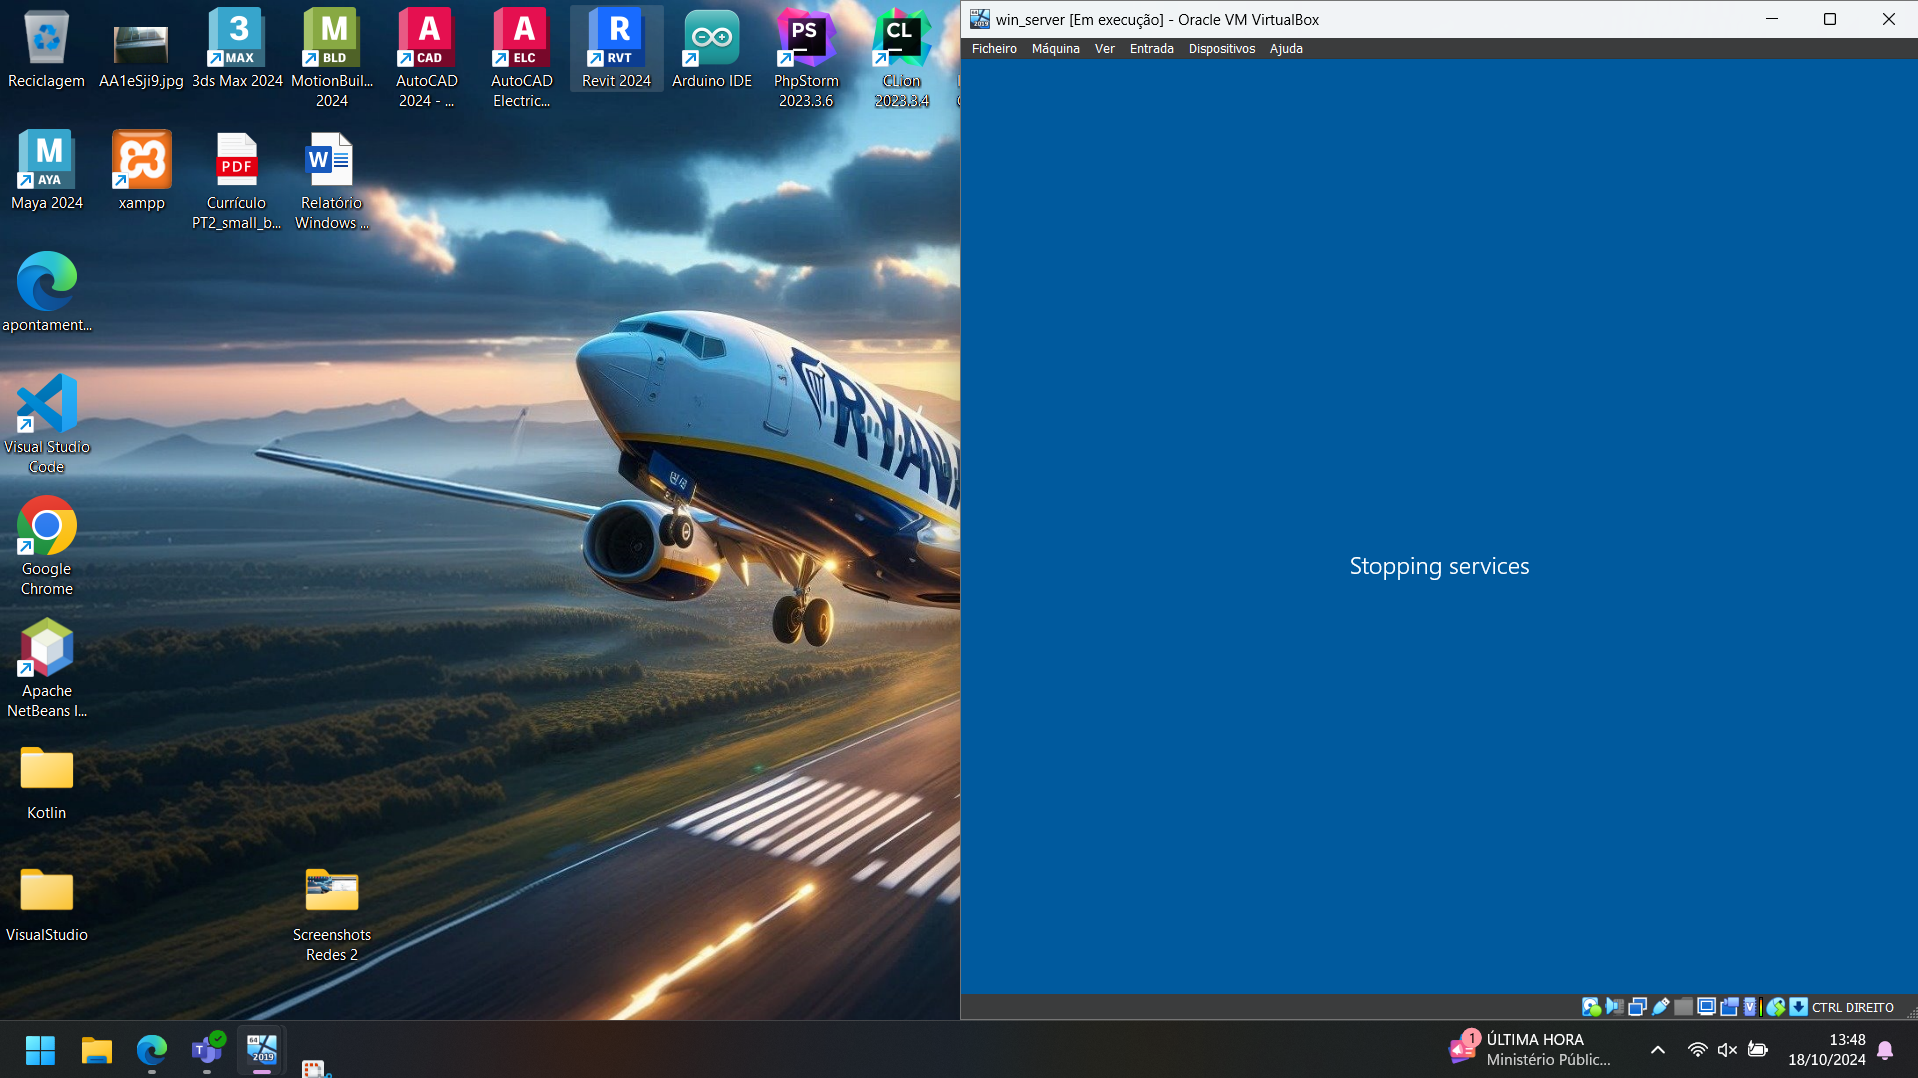 Reciclagem
AA1eSji9.jpg
3
MAX
3ds Max 2024
M
BLD
MotionBuil...
2024
A
CAD
AutoCAD
2024 - ...
A
ELC
AutoCAD
Electric...
R
RVT
Revit 2024
Arduino IDE
PS
PhpStorm
2023.3.6
CL
CLion
2023.3.4
M
AYA
Maya 2024
xampp
PDF
Currículo
PT2_small_b...
W
Relatório
Windows ...
apontament...
Visual Studio
Code
Google
Chrome
Apache
NetBeans I...
Kotlin
VisualStudio
Screenshots
Redes 2
RYAN
win_server [Em execução] - Oracle VM VirtualBox
Ficheiro Máquina Ver Entrada Dispositivos Ajuda
Stopping services
CTRL DIREITO
64
2019
1
ÚLTIMA HORA
Ministério Públic...
13:48
18/10/2024